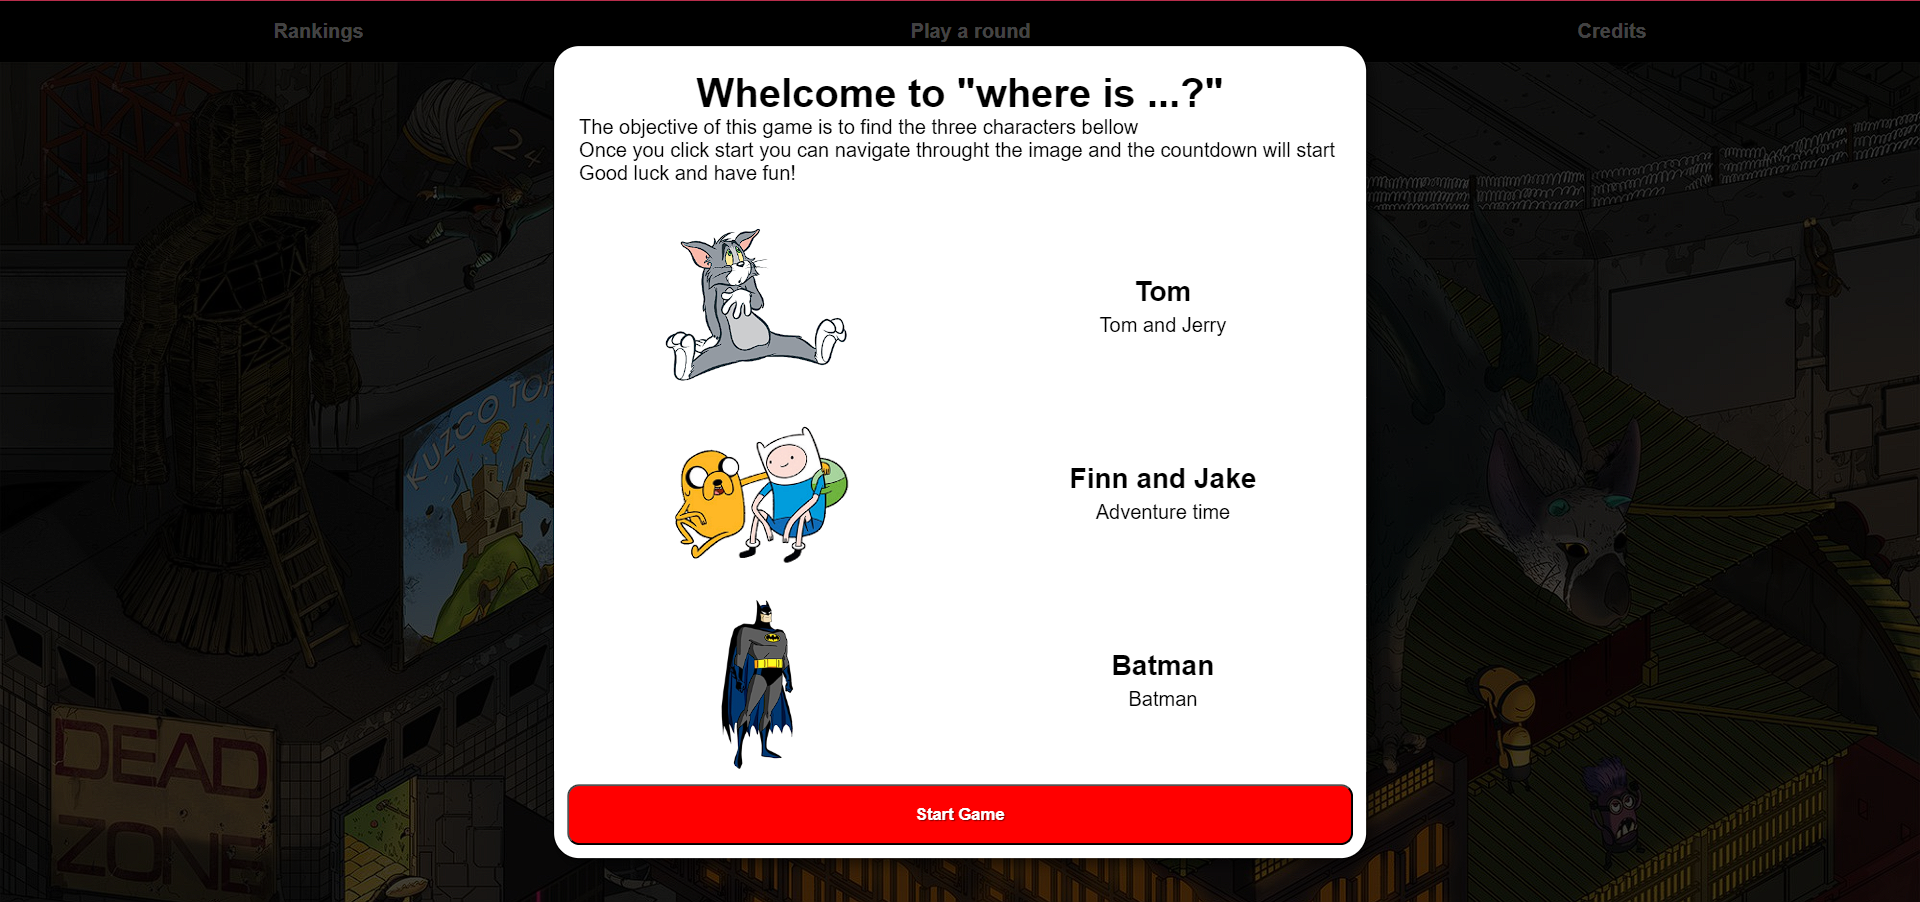 Rankings
Play a round
Credits
Whelcome to "where is ...?"
The objective of this game is to find the three characters bellow
Once you click start you can navigate throught the image and the countdown will start
Good luck and have fun!
24
Tom
Tom and Jerry
KUZCO TOP
Finn and Jake
Adventure time
Batman
Batman
DEAD
ZONE
Start Game